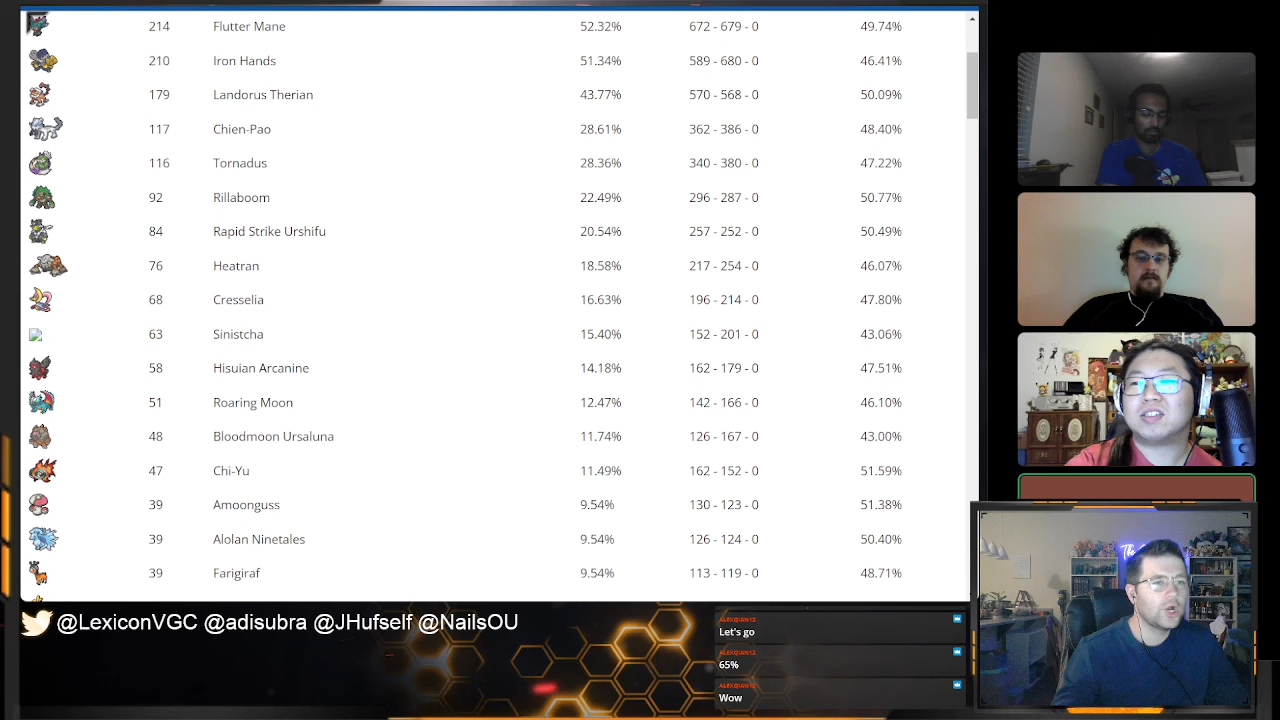 214 Flutter Mane 52.32% 672 - 679 - 0 49.74%
210 Iron Hands 51.34% 589 - 680 - 0 46.41%
179 Landorus Therian 43.77% 570 - 568 - 0 50.09%
117 Chien-Pao 28.61% 362 - 386 - 0 48.40%
116 Tornadus 28.36% 340 - 380 - 0 47.22%
92 Rillaboom 22.49% 296 - 287 - 0 50.77%
84 Rapid Strike Urshifu 20.54% 257 - 252 - 0 50.49%
76 Heatran 18.58% 217 - 254 - 0 46.07%
68 Cresselia 16.63% 196 - 214 - 0 47.80%
63 Sinistcha 15.40% 152 - 201 - 0 43.06%
58 Hisuian Arcanine 14.18% 162 - 179 - 0 47.51%
51 Roaring Moon 12.47% 142 - 166 - 0 46.10%
48 Bloodmoon Ursaluna 11.74% 126 - 167 - 0 43.00%
47 Chi-Yu 11.49% 162 - 152 - 0 51.59%
39 Amoonguss 9.54% 130 - 123 - 0 51.38%
39 Alolan Ninetales 9.54% 126 - 124 - 0 50.40%
39 Farigiraf 9.54% 113 - 119 - 0 48.71%
@LexiconVGC @adisubra @JHufself @NailsOU
ALEXQIAN12
Let's go
ALEXQIAN12
65%
ALEXQIAN12
Wow
The